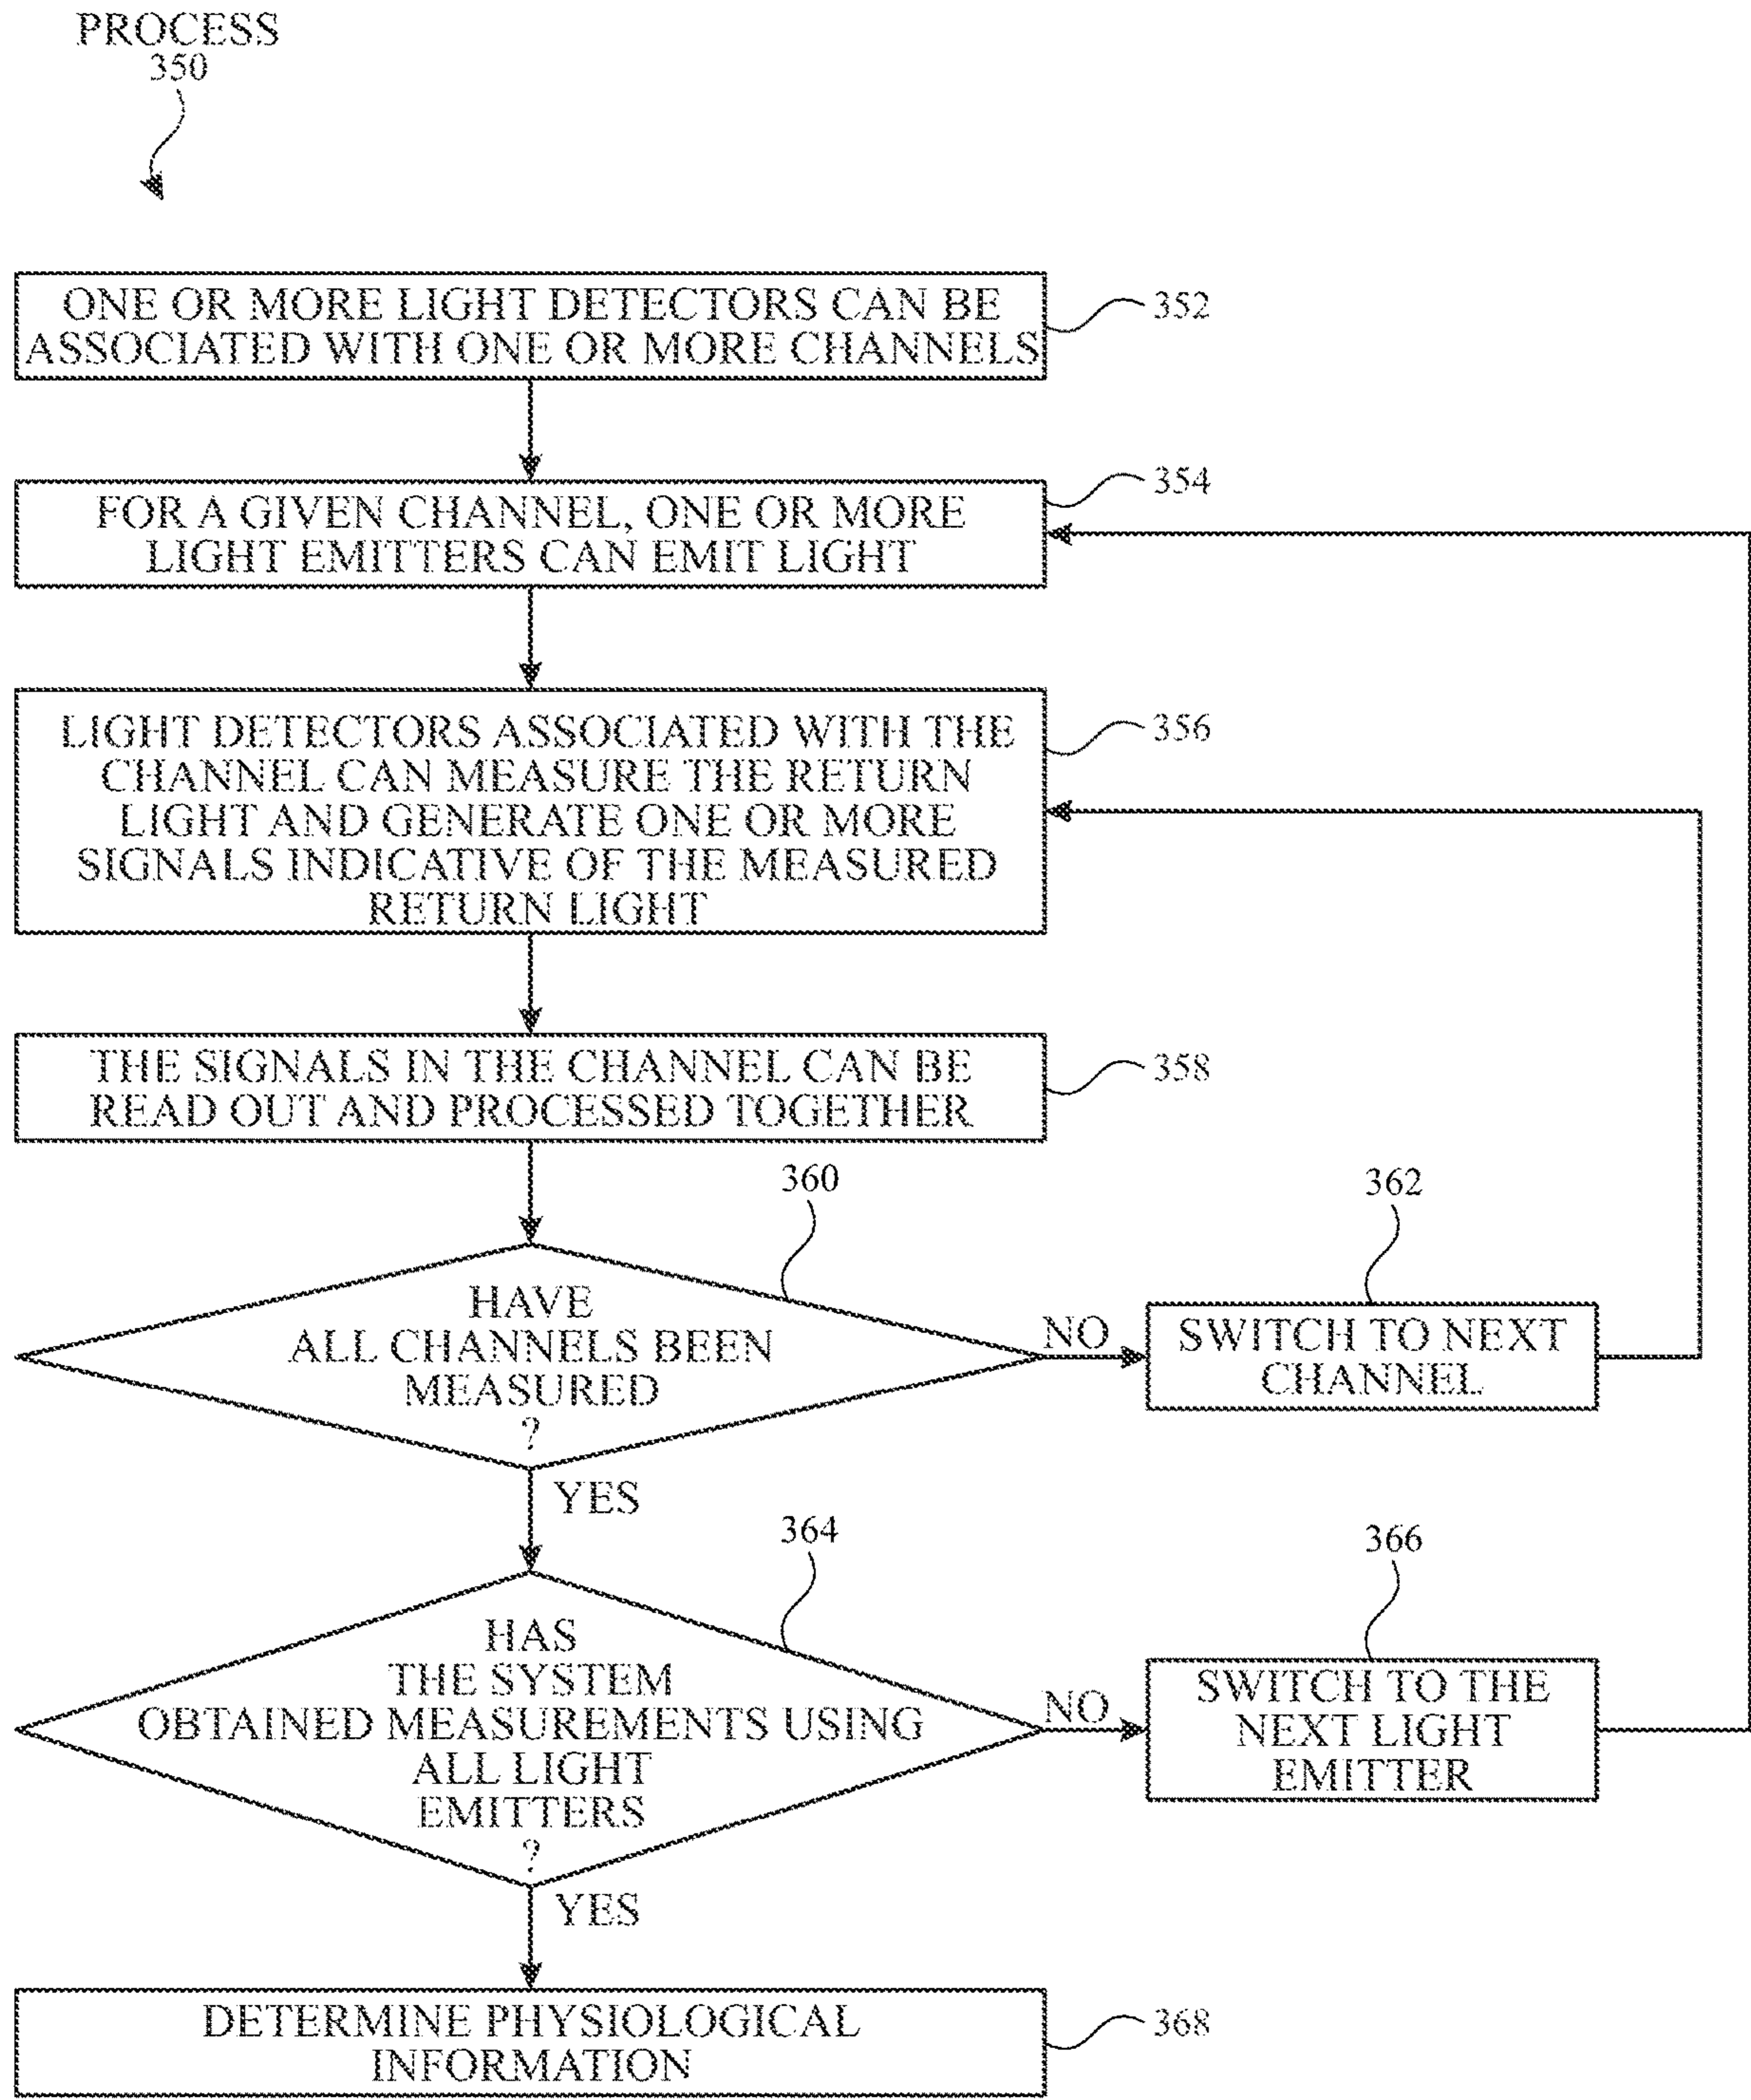 PROCESS
350
ONE OR MORE LIGHT DETECTORS CAN BE
ASSOCIATED WITH ONE OR MORE CHANNELS
352
FOR A GIVEN CHANNEL, ONE OR MORE
LIGHT EMITTERS CAN EMIT LIGHT
354
LIGHT DETECTORS ASSOCIATED WITH THE
CHANNEL CAN MEASURE THE RETURN
LIGHT AND GENERATE ONE OR MORE
SIGNALS INDICATIVE OF THE MEASURED
RETURN LIGHT
356
THE SIGNALS IN THE CHANNEL CAN BE
READ OUT AND PROCESSED TOGETHER
358
360
HAVE
ALL CHANNELS BEEN
MEASURED
?
NO
362
SWITCH TO NEXT
CHANNEL
YES
364
HAS
THE SYSTEM
OBTAINED MEASUREMENTS USING
ALL LIGHT
EMITTERS
?
NO
366
SWITCH TO THE
NEXT LIGHT
EMITTER
YES
DETERMINE PHYSIOLOGICAL
INFORMATION
368